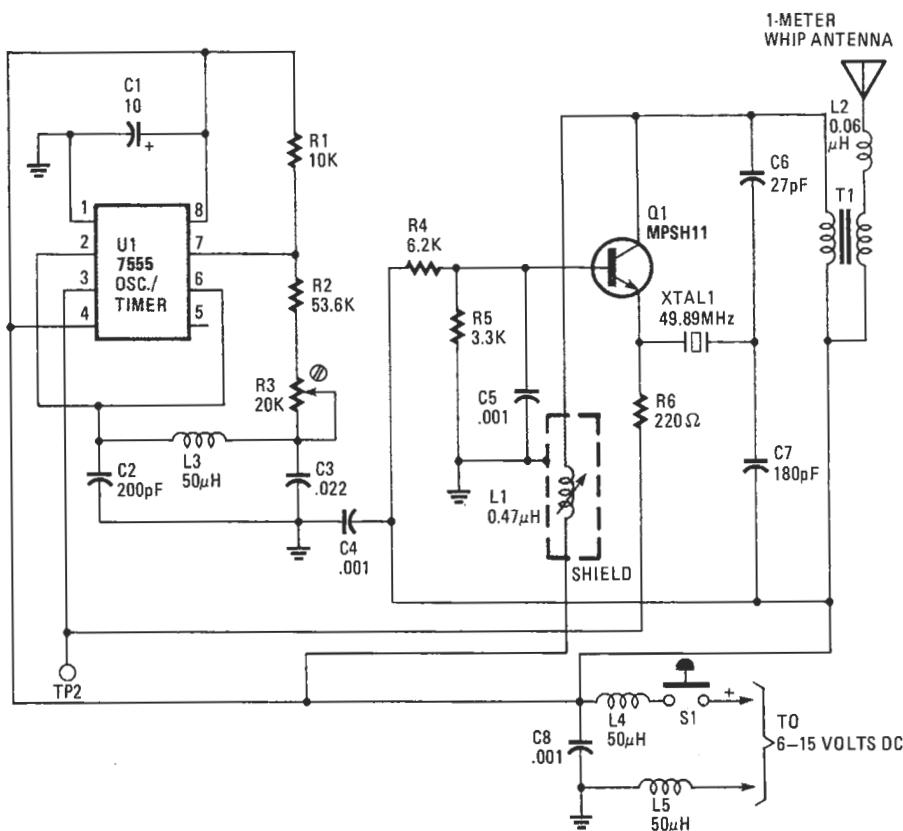 1-METER
WHIP ANTENNA
C1
10
+
R1
10K
L2
0.06
µH
C6
27pF
T1
1
2
3
4
8
7
6
5
U1
7555
OSC./
TIMER
R2
53.6K
R4
6.2K
Q1
MPSH11
R5
3.3K
XTAL1
49.89MHz
R3
20K
C5
.001
R6
220Ω
L3
50µH
C2
200pF
C3
.022
C7
180pF
L1
0.47µH
C4
.001
SHIELD
TP2
+
S1
L4
50µH
TO
6–15 VOLTS DC
C8
.001
L5
50µH